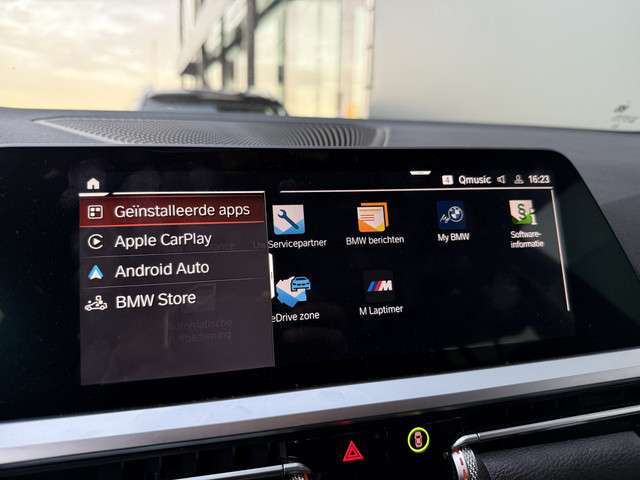 Qmusic 16:23
Geïnstalleerde apps
Apple CarPlay
Android Auto
BMW Store
Servicepartner
BMW berichten
My BMW
Software-
informatie
eDrive zone
M Laptimer